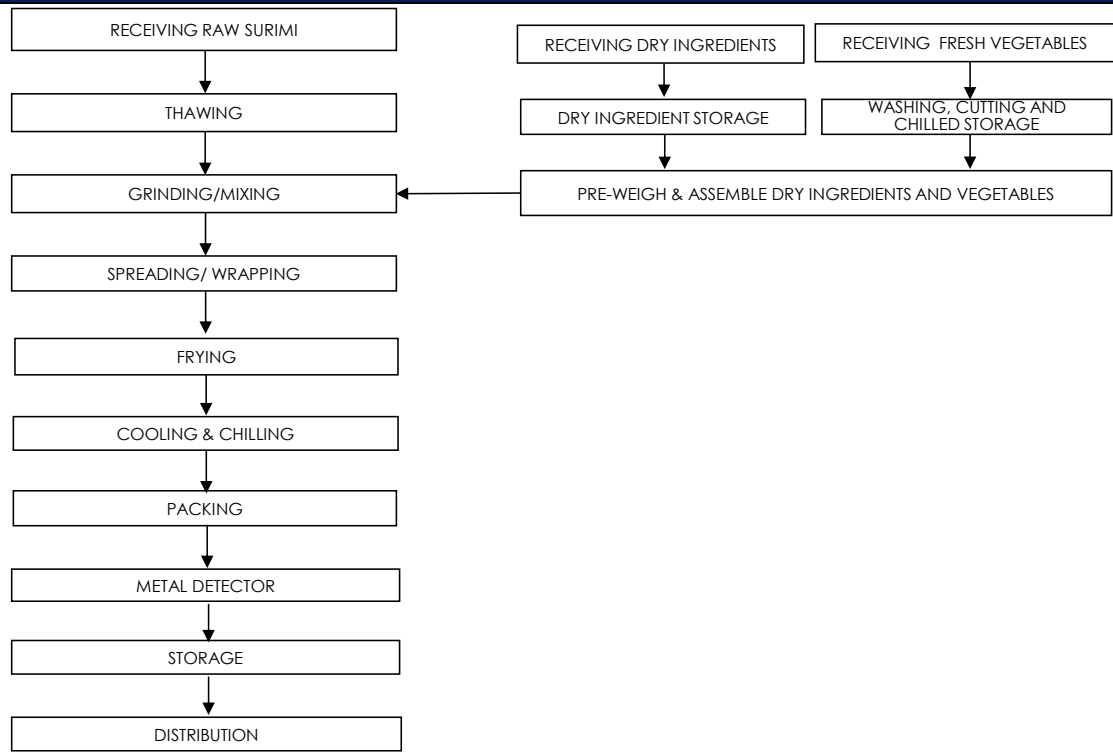 RECEIVING RAW SURIMI
RECEIVING DRY INGREDIENTS
RECEIVING FRESH VEGETABLES
THAWING
DRY INGREDIENT STORAGE
WASHING, CUTTING AND
CHILLED STORAGE
GRINDING/MIXING
PRE-WEIGH & ASSEMBLE DRY INGREDIENTS AND VEGETABLES
SPREADING/ WRAPPING
FRYING
COOLING & CHILLING
PACKING
METAL DETECTOR
STORAGE
DISTRIBUTION